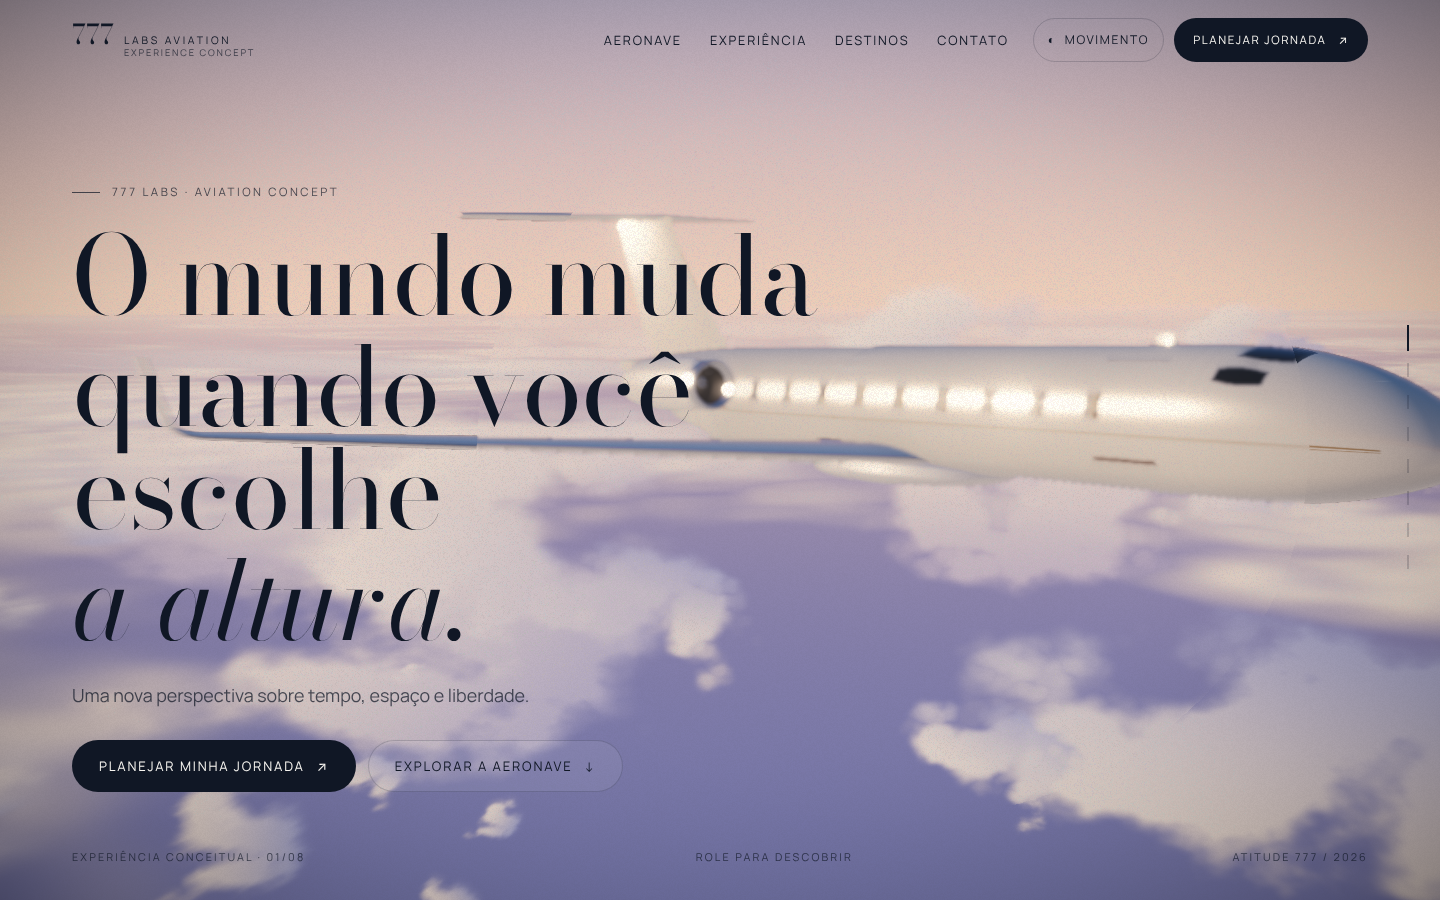 777 LABS AVIATION
EXPERIENCE CONCEPT
AERONAVE EXPERIÊNCIA DESTINOS CONTATO MOVIMENTO PLANEJAR JORNADA ↗
777 LABS · AVIATION CONCEPT
O mundo muda
quando você
escolhe
a altura.
Uma nova perspectiva sobre tempo, espaço e liberdade.
PLANEJAR MINHA JORNADA ↗ EXPLORAR A AERONAVE ↓
EXPERIÊNCIA CONCEITUAL · 01/08 ROLE PARA DESCOBRIR ATITUDE 777 / 2026